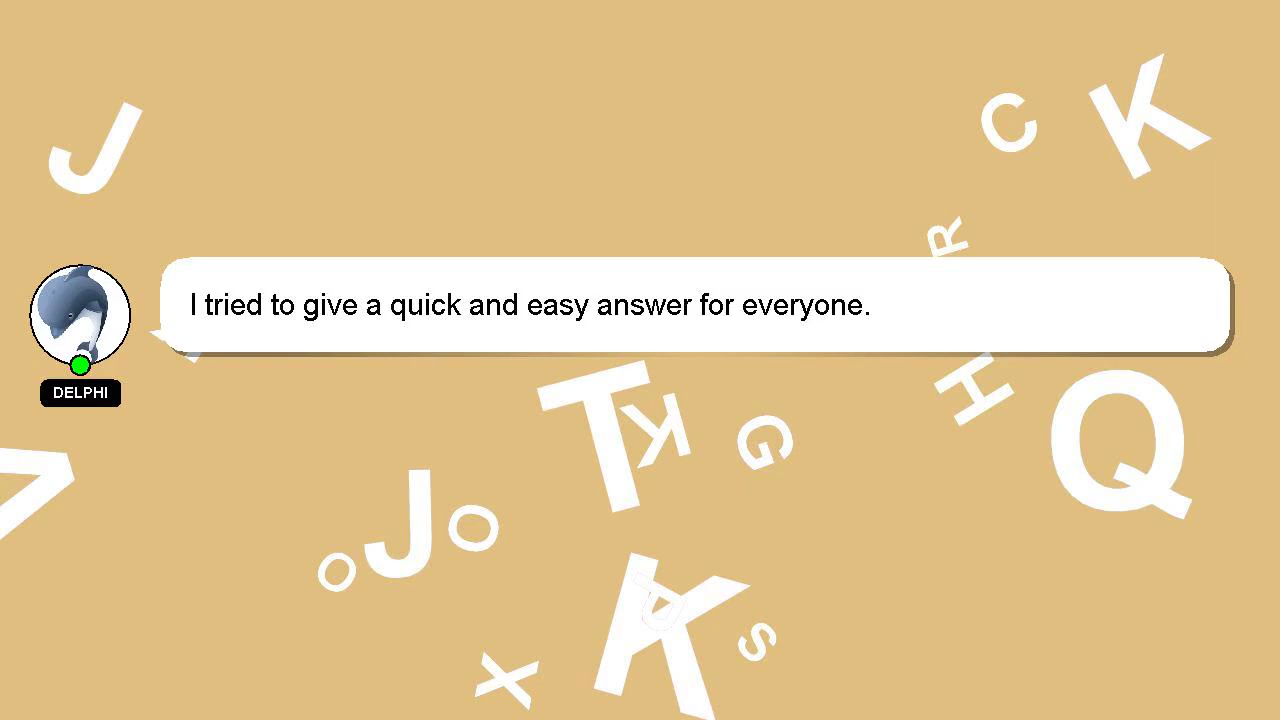 J
C
K
R
I tried to give a quick and easy answer for everyone.
DELPHI
T
K
G
H
Q
J
O
O
K
S
X